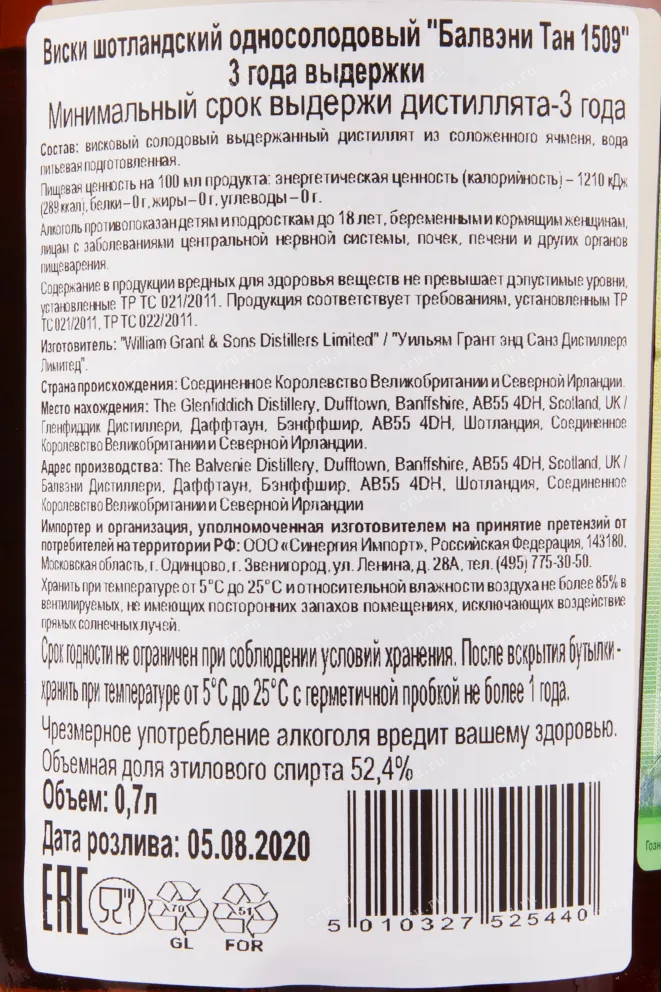 Виски шотландский односолодовый "Балвэни Тан 1509"
3 года выдержки
Минимальный срок выдержи дистиллята-3 года
Состав: висковый солодовый выдержанный дистиллят из соложенного ячменя, вода
питьевая подготовленная.
Пищевая ценность на 100 мл продукта: энергетическая ценность (калорийность) – 1210 кДж
(289 ккал), белки – 0 г, жиры – 0 г, углеводы – 0 г.
Алкоголь противопоказан детям и подросткам до 18 лет, беременным и кормящим женщинам,
лицам с заболеваниями центральной нервной системы, почек, печени и других органов
пищеварения.
Содержание в продукции вредных для здоровья веществ не превышает допустимые уровни,
установленные ТР ТС 021/2011. Продукция соответствует требованиям, установленным ТР
ТС 021/2011, ТР ТС 022/2011.
Изготовитель: "William Grant & Sons Distillers Limited" / "Уильям Грант энд Санз Дистиллерз
Лимитед".
Страна происхождения: Соединенное Королевство Великобритании и Северной Ирландии.
Место нахождения: The Glenfiddich Distillery, Dufftown, Banffshire, AB55 4DH, Scotland, UK /
Гленфиддик Дистиллери, Даффтаун, Бэнффшир, AB55 4DH, Шотландия, Соединенное
Королевство Великобритании и Северной Ирландии.
Адрес производства: The Balvenie Distillery, Dufftown, Banffshire, AB55 4DH, Scotland, UK /
Балвэни Дистиллери, Даффтаун, Бэнффшир, AB55 4DH, Шотландия, Соединенное
Королевство Великобритании и Северной Ирландии
Импортер и организация, уполномоченная изготовителем на принятие претензий от
потребителей на территории РФ: ООО «Синергия Импорт», Российская Федерация, 143180,
Московская область, г. Одинцово, г. Звенигород, ул. Ленина, д. 28А, тел. (495) 775-30-50.
Хранить при температуре от 5°С до 25°С и относительной влажности воздуха не более 85% в
вентилируемых, не имеющих посторонних запахов помещениях, исключающих воздействие
прямых солнечных лучей.
Срок годности не ограничен при соблюдении условий хранения. После вскрытия бутылки -
хранить при температуре от 5°С до 25°С с герметичной пробкой не более 1 года.
Чрезмерное употребление алкоголя вредит вашему здоровью.
Объемная доля этилового спирта 52,4%
Объем: 0,7л
Дата розлива: 05.08.2020
EAC
70 51
GL FOR
5 010327 525440